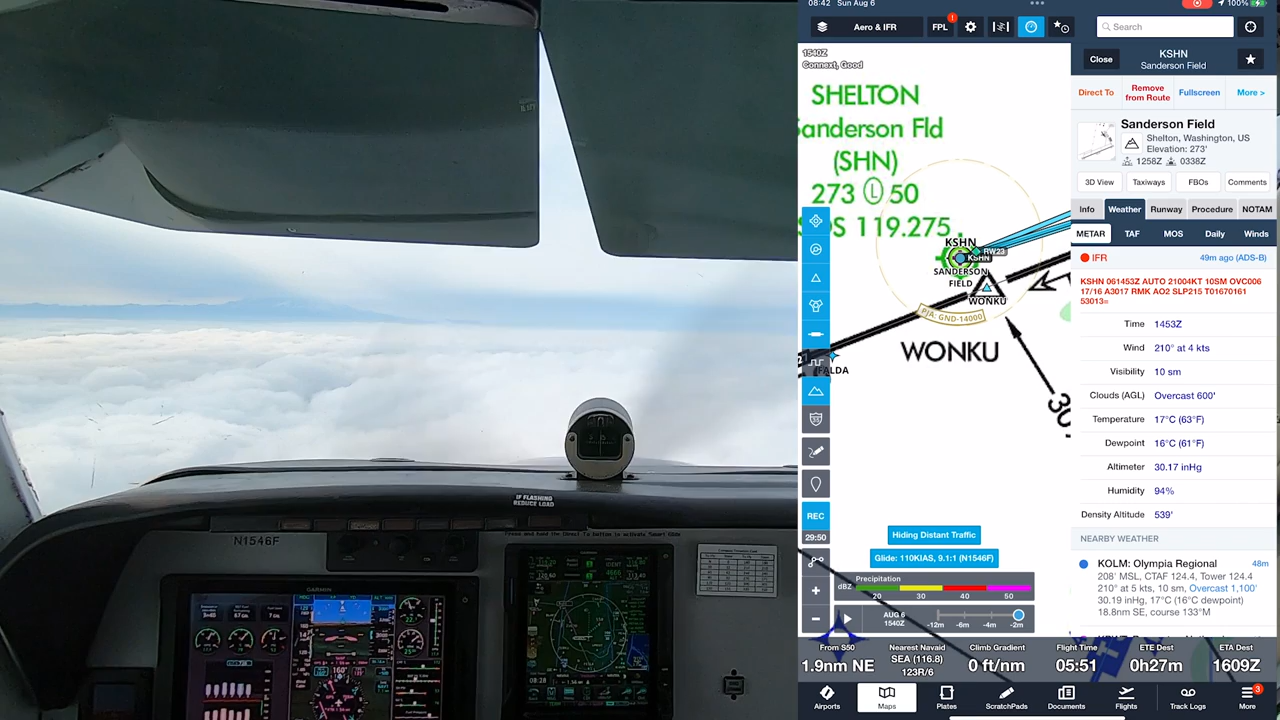 IF FLASHING
REDUCE LOAD
N1546F
08:42 Sun Aug 6
100%
Aero & IFR
FPL
!
Search
1540Z
Connext, Good
SHELTON
Sanderson Fld
(SHN)
273 L 50
119.275
KSHN
RW23
KSHN
SANDERSON
FIELD
WONKU
PJA: GND-14000
WONKU
FALDA
REC
29:50
Hiding Distant Traffic
Glide: 110KIAS, 9.1:1 (N1546F)
Precipitation
dBZ
20 30 40 50
AUG 6
1540Z
-12m -6m -4m -2m
Close
KSHN
Sanderson Field
Direct To
Remove
from Route
Fullscreen
More >
Sanderson Field
Shelton, Washington, US
Elevation: 273'
1258Z 0338Z
3D View Taxiways FBOs Comments
Info Weather Runway Procedure NOTAM
METAR TAF MOS Daily Winds
IFR 49m ago (ADS-B)
KSHN 061453Z AUTO 21004KT 10SM OVC006
17/16 A3017 RMK AO2 SLP215 T01670161
53013=
Time 1453Z
Wind 210° at 4 kts
Visibility 10 sm
Clouds (AGL) Overcast 600'
Temperature 17°C (63°F)
Dewpoint 16°C (61°F)
Altimeter 30.17 inHg
Humidity 94%
Density Altitude 539'
NEARBY WEATHER
KOLM: Olympia Regional 48m
208' MSL, CTAF 124.4, Tower 124.4
210° at 5 kts, 10 sm, Overcast 1,100'
30.19 inHg, 17°C (16°C dewpoint)
18.8nm SE, course 133°M
From S50
1.9nm NE
Nearest Navaid
SEA (116.8)
123R/6
Climb Gradient
0 ft/nm
Flight Time
05:51
ETE Dest
0h27m
ETA Dest
1609Z
Airports
Maps
Plates
ScratchPads
Documents
Flights
Track Logs
3
More